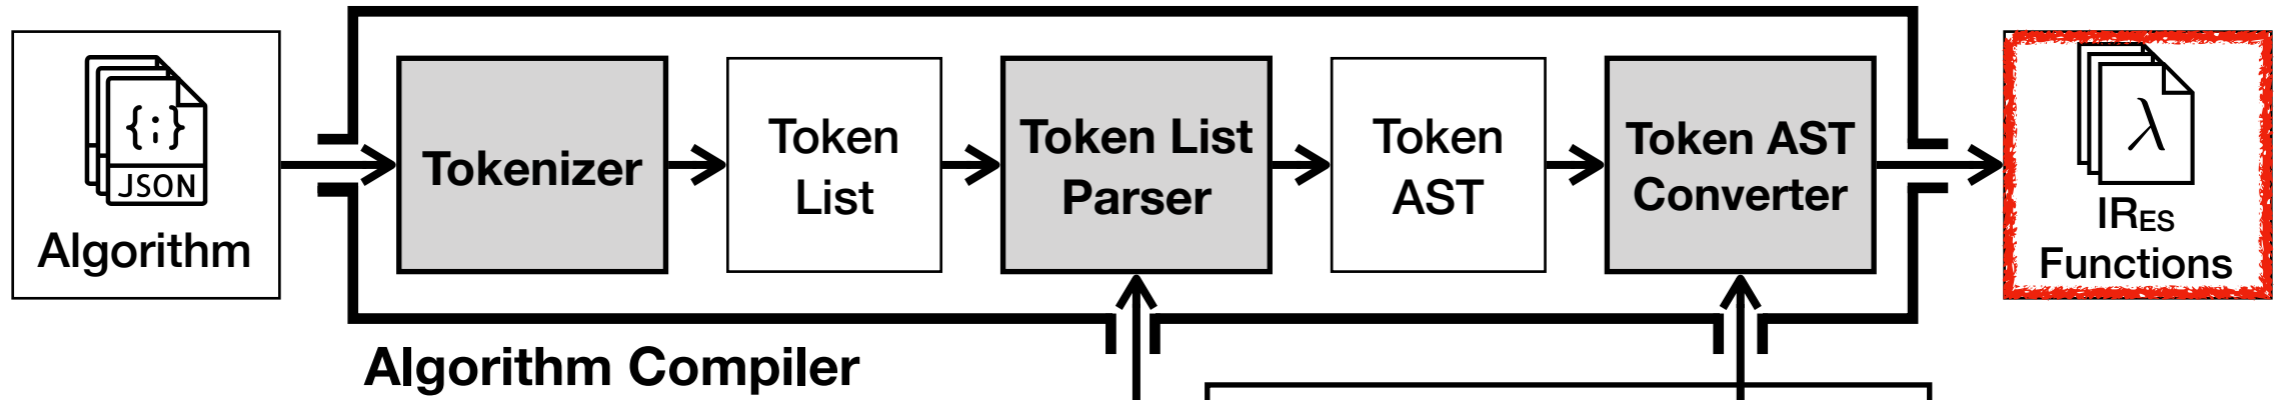 {;}
JSON
Algorithm
Tokenizer
Token
List
Token List
Parser
Token
AST
Token AST
Converter
λ
IRES
Functions
Algorithm Compiler